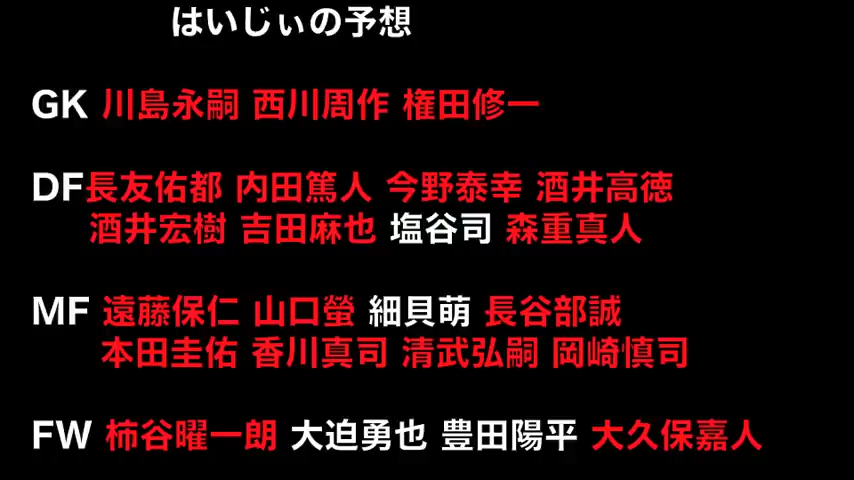 はいじぃの予想
GK 川島永嗣 西川周作 権田修一
DF長友佑都 内田篤人 今野泰幸 酒井高徳
酒井宏樹 吉田麻也 塩谷司 森重真人
MF 遠藤保仁 山口螢 細貝萌 長谷部誠
本田圭佑 香川真司 清武弘嗣 岡崎慎司
FW 柿谷曜一朗 大迫勇也 豊田陽平 大久保嘉人